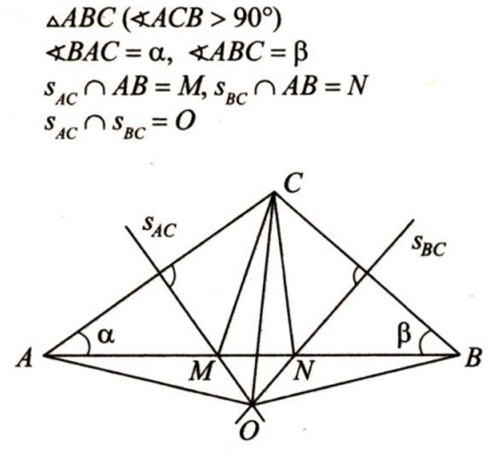 △ABC (∢ACB > 90°)
∢BAC = α, ∢ABC = β
s_AC ∩ AB = M, s_BC ∩ AB = N
s_AC ∩ s_BC = O
C
s_AC
s_BC
α
β
A
M
N
B
O